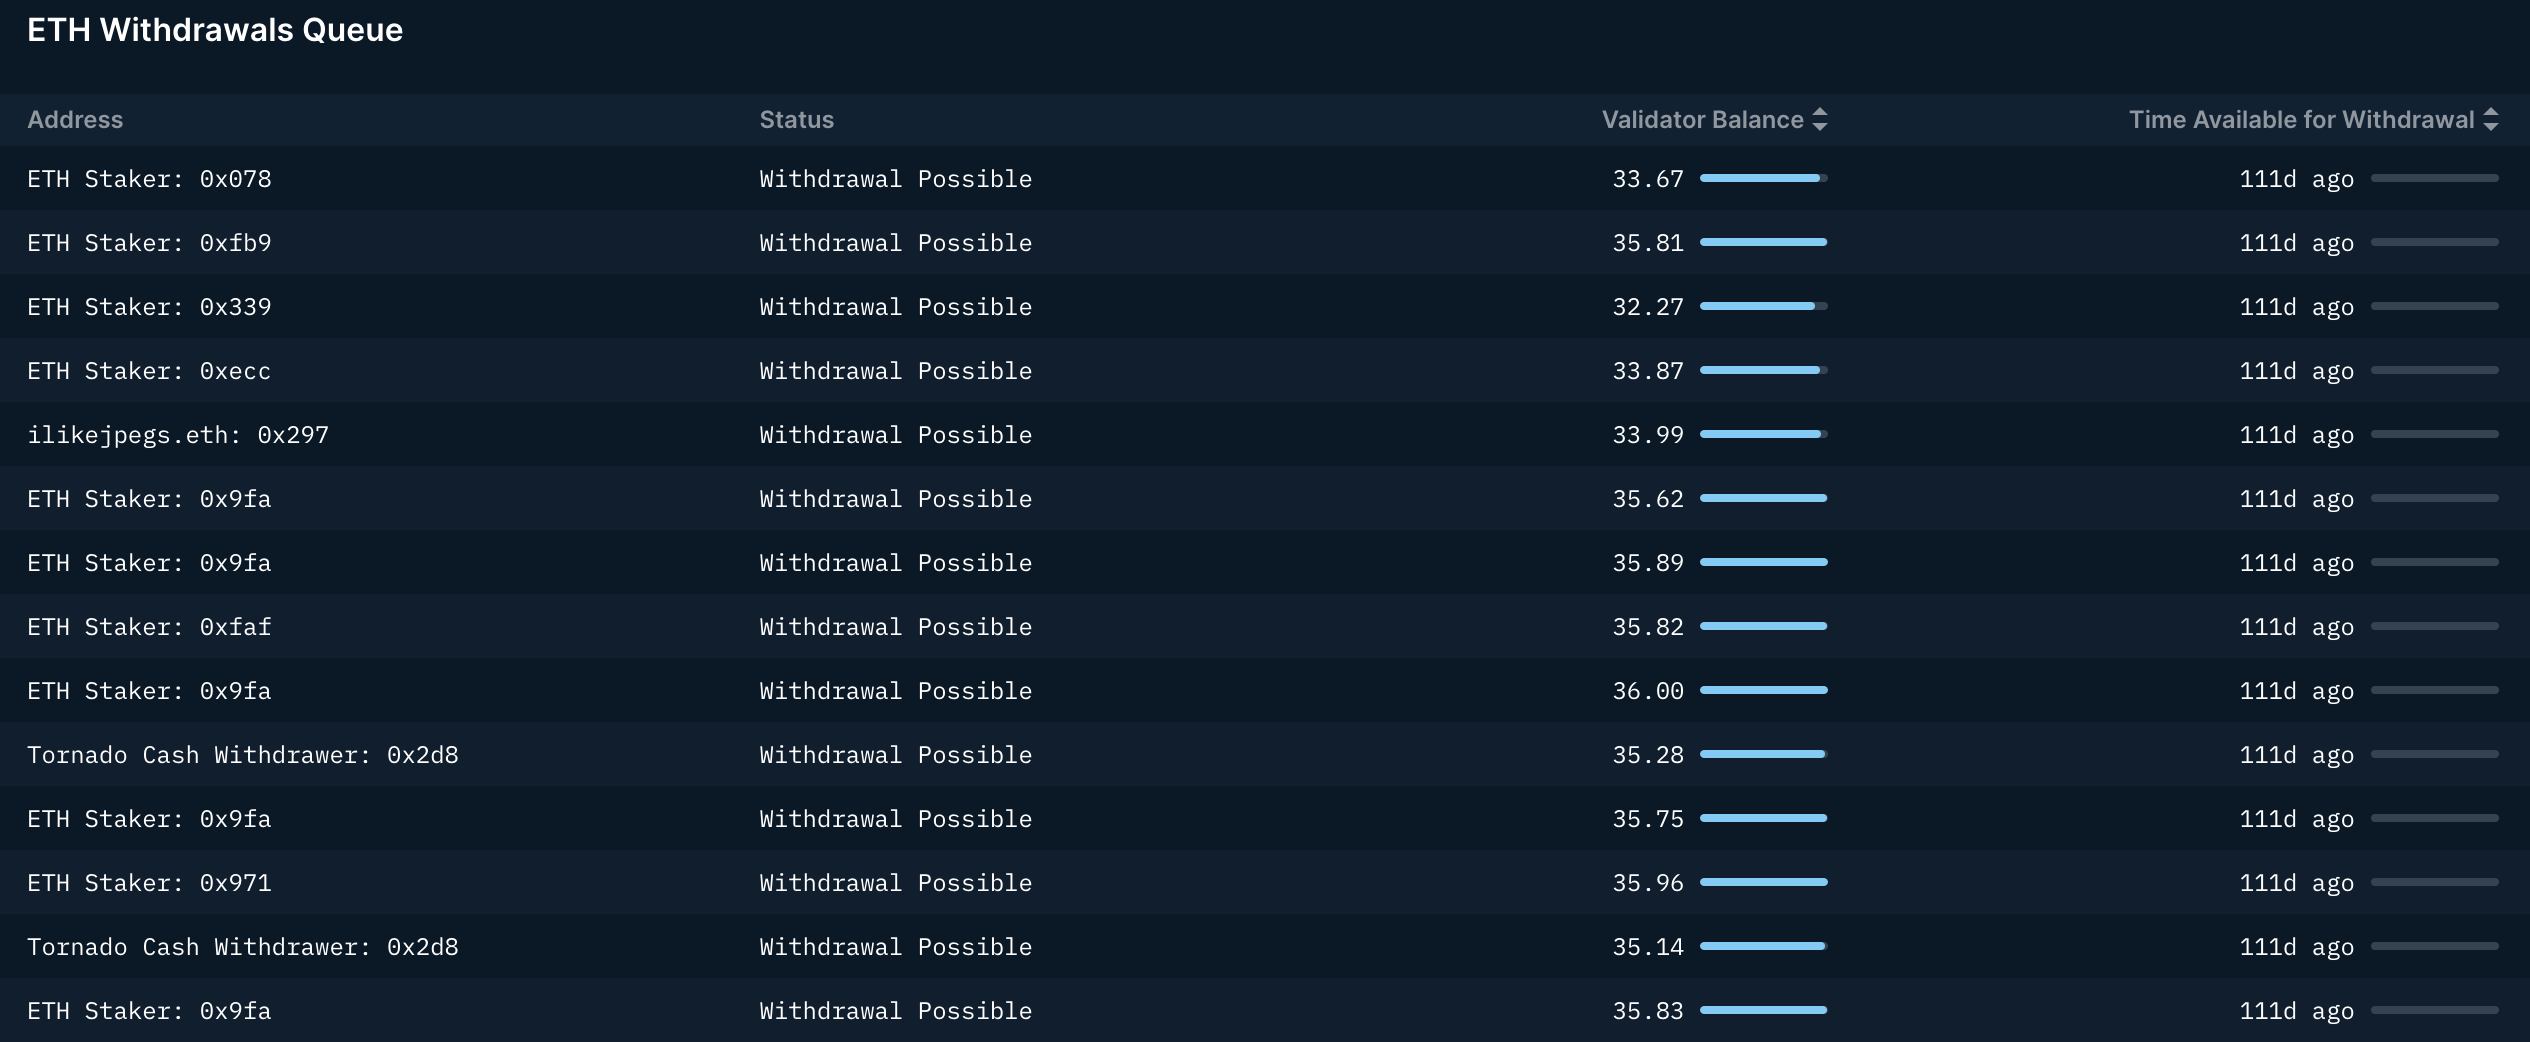 ETH Withdrawals Queue
Address Status Validator Balance Time Available for Withdrawal
ETH Staker: 0x078 Withdrawal Possible 33.67 111d ago
ETH Staker: 0xfb9 Withdrawal Possible 35.81 111d ago
ETH Staker: 0x339 Withdrawal Possible 32.27 111d ago
ETH Staker: 0xecc Withdrawal Possible 33.87 111d ago
ilikejpegs.eth: 0x297 Withdrawal Possible 33.99 111d ago
ETH Staker: 0x9fa Withdrawal Possible 35.62 111d ago
ETH Staker: 0x9fa Withdrawal Possible 35.89 111d ago
ETH Staker: 0xfaf Withdrawal Possible 35.82 111d ago
ETH Staker: 0x9fa Withdrawal Possible 36.00 111d ago
Tornado Cash Withdrawer: 0x2d8 Withdrawal Possible 35.28 111d ago
ETH Staker: 0x9fa Withdrawal Possible 35.75 111d ago
ETH Staker: 0x971 Withdrawal Possible 35.96 111d ago
Tornado Cash Withdrawer: 0x2d8 Withdrawal Possible 35.14 111d ago
ETH Staker: 0x9fa Withdrawal Possible 35.83 111d ago